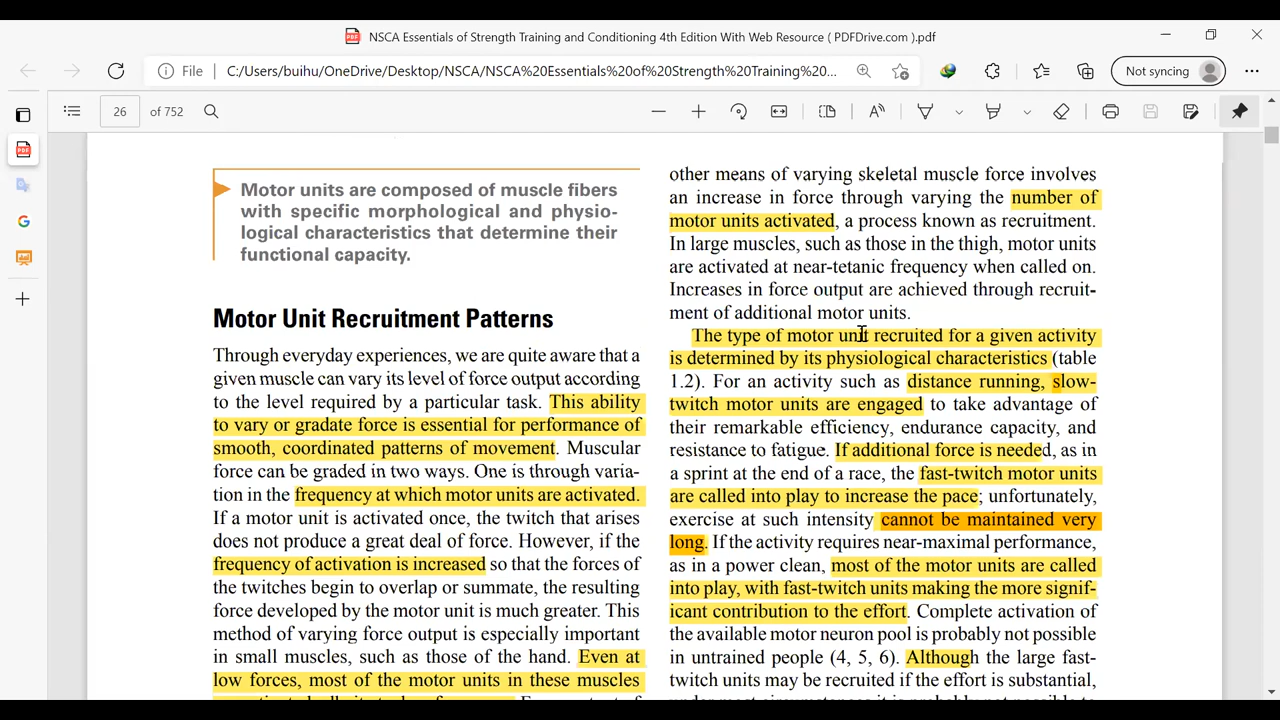 NSCA Essentials of Strength Training and Conditioning 4th Edition With Web Resource ( PDFDrive.com ).pdf
File
C:/Users/buihu/OneDrive/Desktop/NSCA/NSCA%20Essentials%20of%20Strength%20Training%20...
Not syncing
26 of 752
Motor units are composed of muscle fibers
with specific morphological and physio-
logical characteristics that determine their
functional capacity.
Motor Unit Recruitment Patterns
Through everyday experiences, we are quite aware that a
given muscle can vary its level of force output according
to the level required by a particular task. This ability
to vary or gradate force is essential for performance of
smooth, coordinated patterns of movement. Muscular
force can be graded in two ways. One is through varia-
tion in the frequency at which motor units are activated.
If a motor unit is activated once, the twitch that arises
does not produce a great deal of force. However, if the
frequency of activation is increased so that the forces of
the twitches begin to overlap or summate, the resulting
force developed by the motor unit is much greater. This
method of varying force output is especially important
in small muscles, such as those of the hand. Even at
low forces, most of the motor units in these muscles
other means of varying skeletal muscle force involves
an increase in force through varying the number of
motor units activated, a process known as recruitment.
In large muscles, such as those in the thigh, motor units
are activated at near-tetanic frequency when called on.
Increases in force output are achieved through recruit-
ment of additional motor units.
The type of motor unit recruited for a given activity
is determined by its physiological characteristics (table
1.2). For an activity such as distance running, slow-
twitch motor units are engaged to take advantage of
their remarkable efficiency, endurance capacity, and
resistance to fatigue. If additional force is needed, as in
a sprint at the end of a race, the fast-twitch motor units
are called into play to increase the pace; unfortunately,
exercise at such intensity cannot be maintained very
long. If the activity requires near-maximal performance,
as in a power clean, most of the motor units are called
into play, with fast-twitch units making the more signif-
icant contribution to the effort. Complete activation of
the available motor neuron pool is probably not possible
in untrained people (4, 5, 6). Although the large fast-
twitch units may be recruited if the effort is substantial,